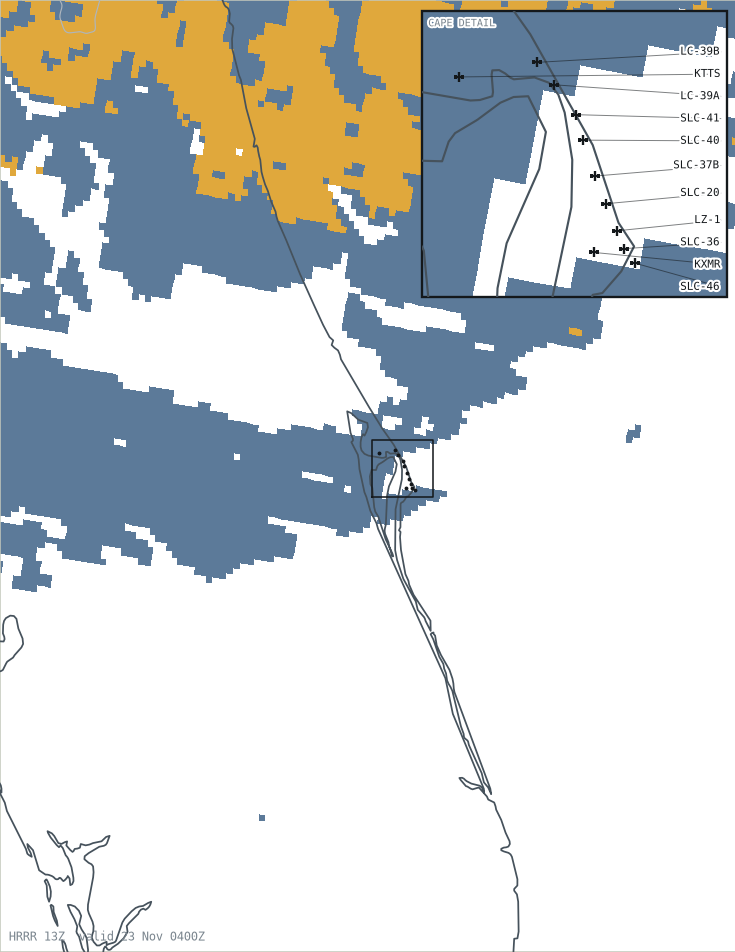 CAPE DETAIL
LC-39B
KTTS
LC-39A
SLC-41
SLC-40
SLC-37B
SLC-20
LZ-1
SLC-36
KXMR
SLC-46
HRRR 13Z valid 23 Nov 0400Z